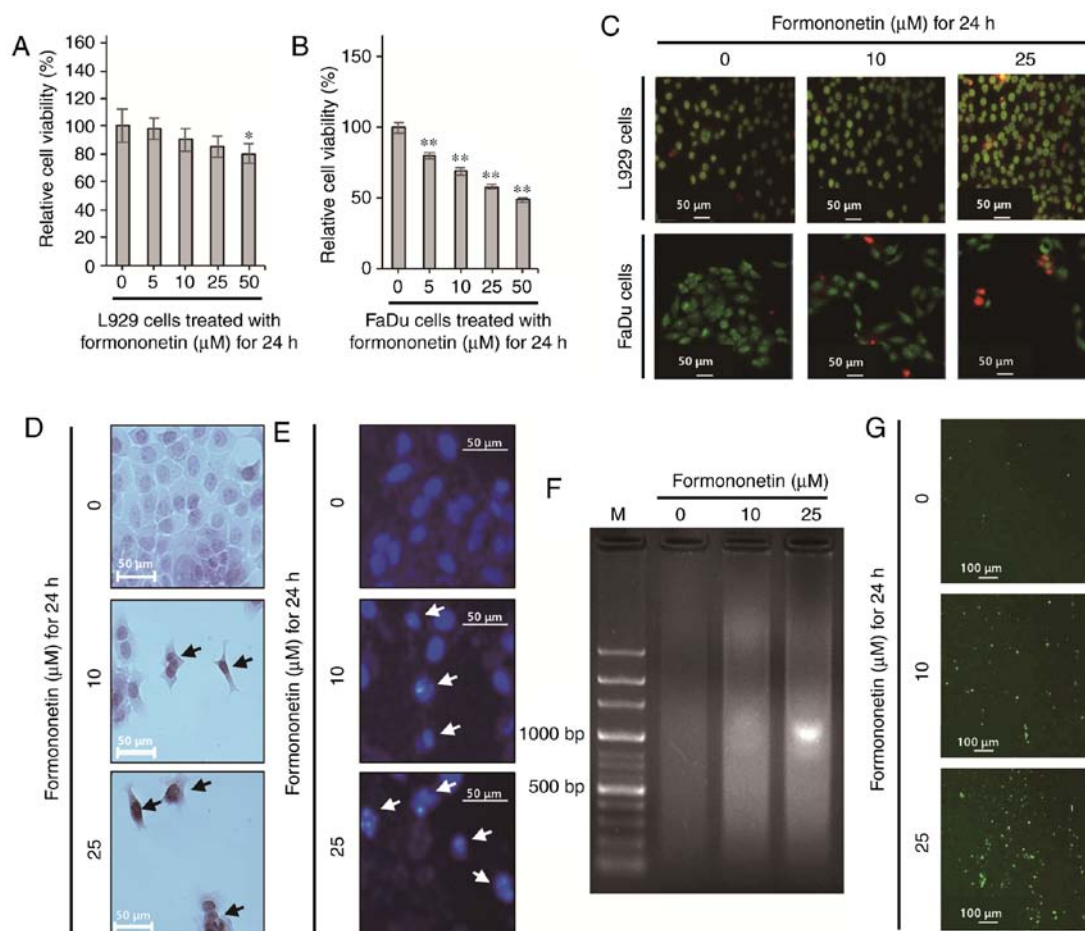 A
Relative cell viability (%)
160
140
120
100
80
60
40
20
0
*
0 5 10 25 50
L929 cells treated with
formononetin (μM) for 24 h
B
Relative cell viability (%)
150
100
50
0
** ** ** **
0 5 10 25 50
FaDu cells treated with
formononetin (μM) for 24 h
C
Formononetin (μM) for 24 h
0 10 25
L929 cells
50 μm 50 μm 50 μm
FaDu cells
50 μm 50 μm 50 μm
D
Formononetin (μM) for 24 h
0
50 μm
10
50 μm
25
50 μm
E
Formononetin (μM) for 24 h
0
50 μm
10
50 μm
25
50 μm
F
Formononetin (μM)
M 0 10 25
1000 bp
500 bp
G
Formononetin (μM) for 24 h
0
100 μm
10
100 μm
25
100 μm